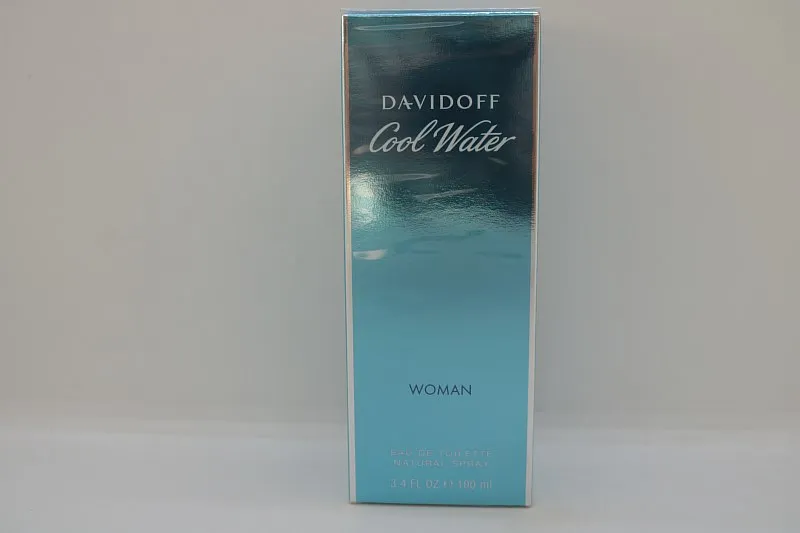 DAVIDOFF
Cool Water
WOMAN
EAU DE TOILETTE
NATURAL SPRAY
3.4 FL OZ ℮ 100 ml